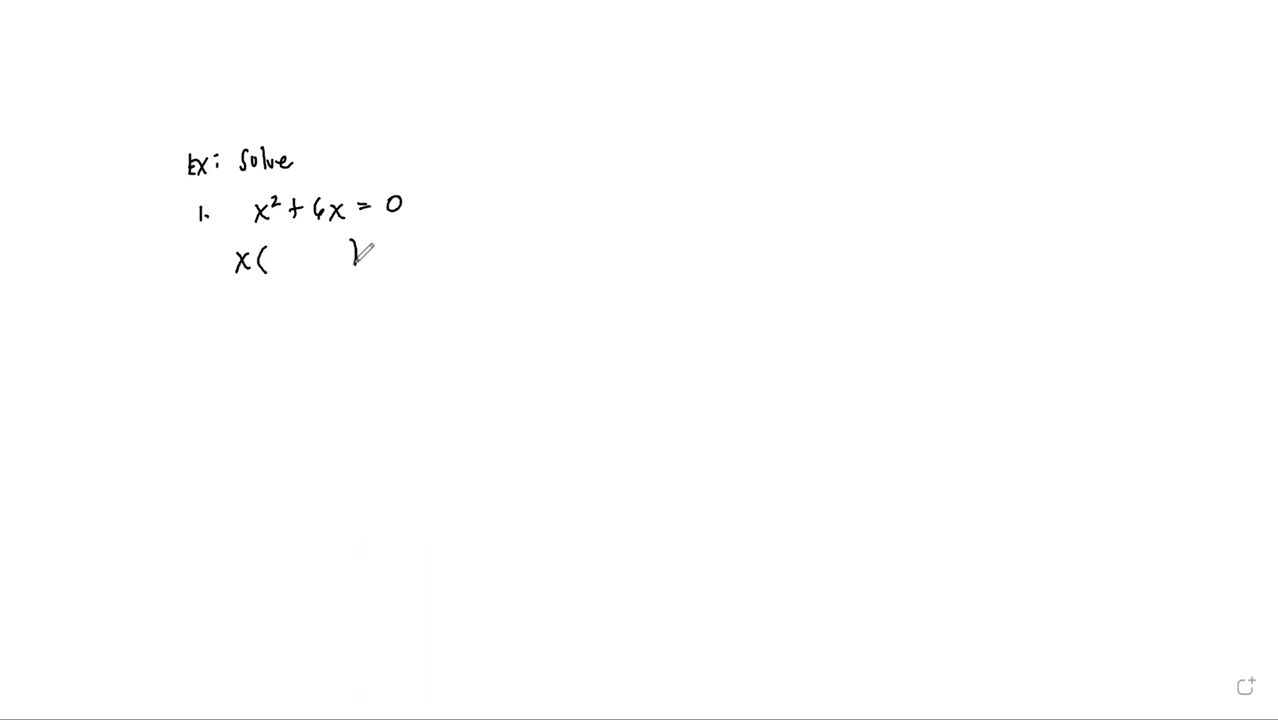 Ex: Solve
1. x² + 6x = 0
x( )